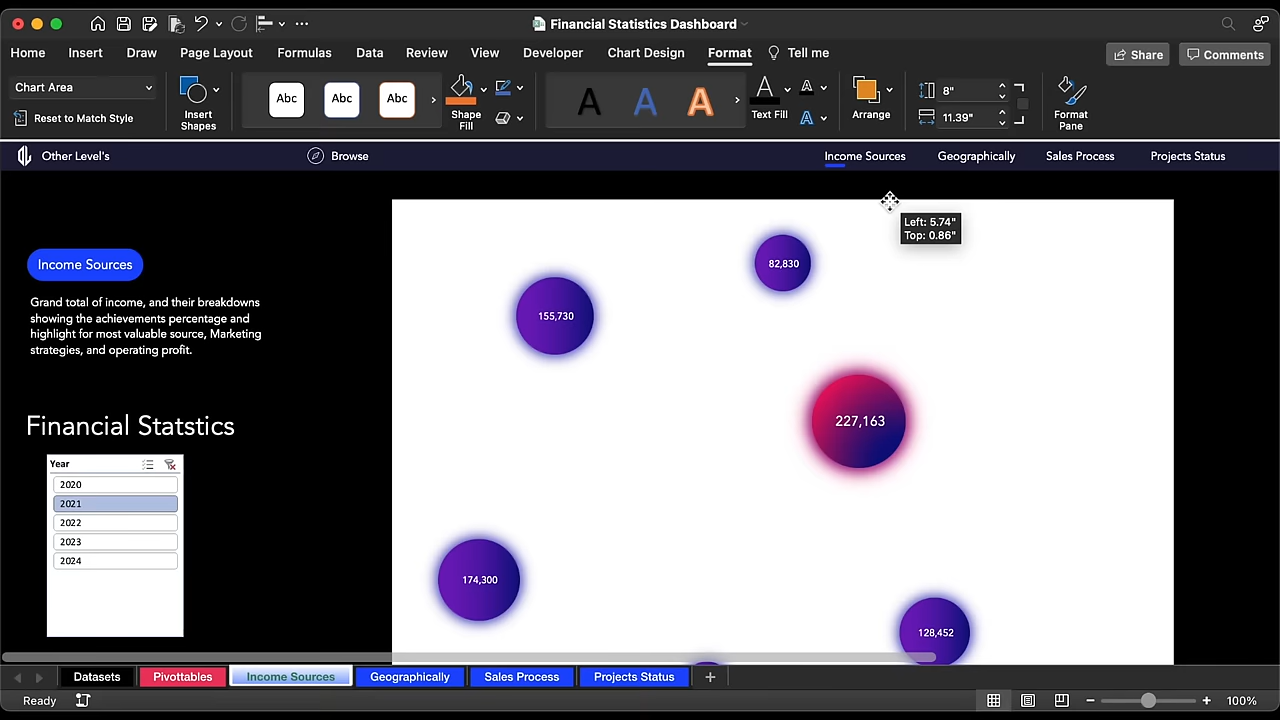 Financial Statistics Dashboard
Home Insert Draw Page Layout Formulas Data Review View Developer Chart Design Format Tell me Share Comments
Chart Area
Reset to Match Style
Insert Shapes
Abc Abc Abc
Shape Fill
A A A
Text Fill
Arrange
8"
11.39"
Format Pane
Other Level's Browse Income Sources Geographically Sales Process Projects Status
Left: 5.74"
Top: 0.86"
82,830
155,730
227,163
174,300
128,452
Income Sources
Grand total of income, and their breakdowns
showing the achievements percentage and
highlight for most valuable source, Marketing
strategies, and operating profit.
Financial Statstics
Year
2020
2021
2022
2023
2024
Datasets Pivottables Income Sources Geographically Sales Process Projects Status
Ready 100%